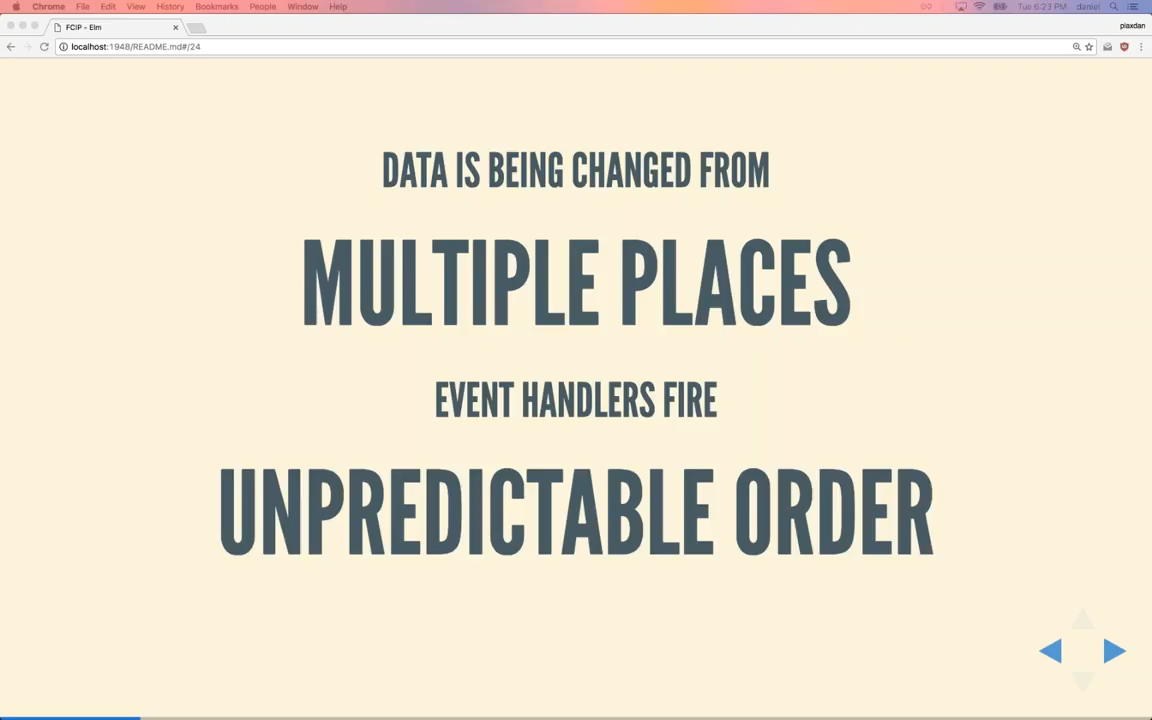 Chrome File Edit View History Bookmarks People Window Help Tue 6:23 PM daniel
FCIP - Elm
plaxdan
localhost:1948/README.md#/24
DATA IS BEING CHANGED FROM
MULTIPLE PLACES
EVENT HANDLERS FIRE
UNPREDICTABLE ORDER